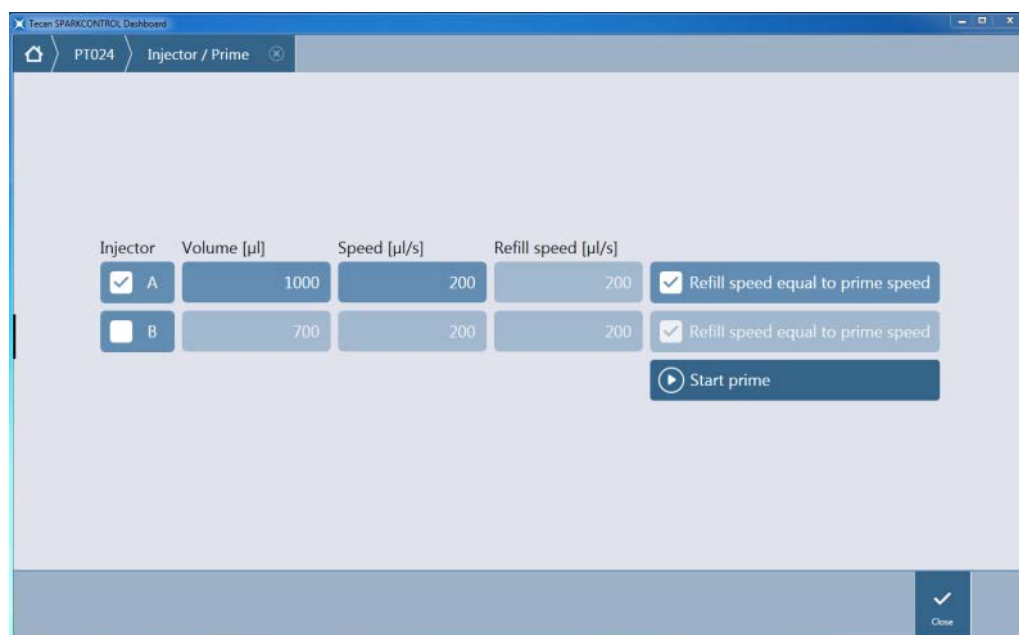 Tecan SPARKCONTROL Dashboard
PT024 Injector / Prime
Injector Volume [µl] Speed [µl/s] Refill speed [µl/s]
A 1000 200 200 Refill speed equal to prime speed
B 700 200 200 Refill speed equal to prime speed
Start prime
Close